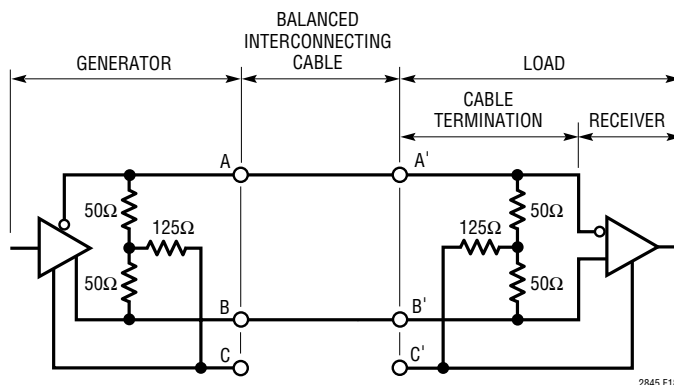 BALANCED
INTERCONNECTING
CABLE
GENERATOR
LOAD
CABLE
TERMINATION
RECEIVER
A
A'
50Ω
125Ω
50Ω
125Ω
50Ω
50Ω
B
B'
C
C'